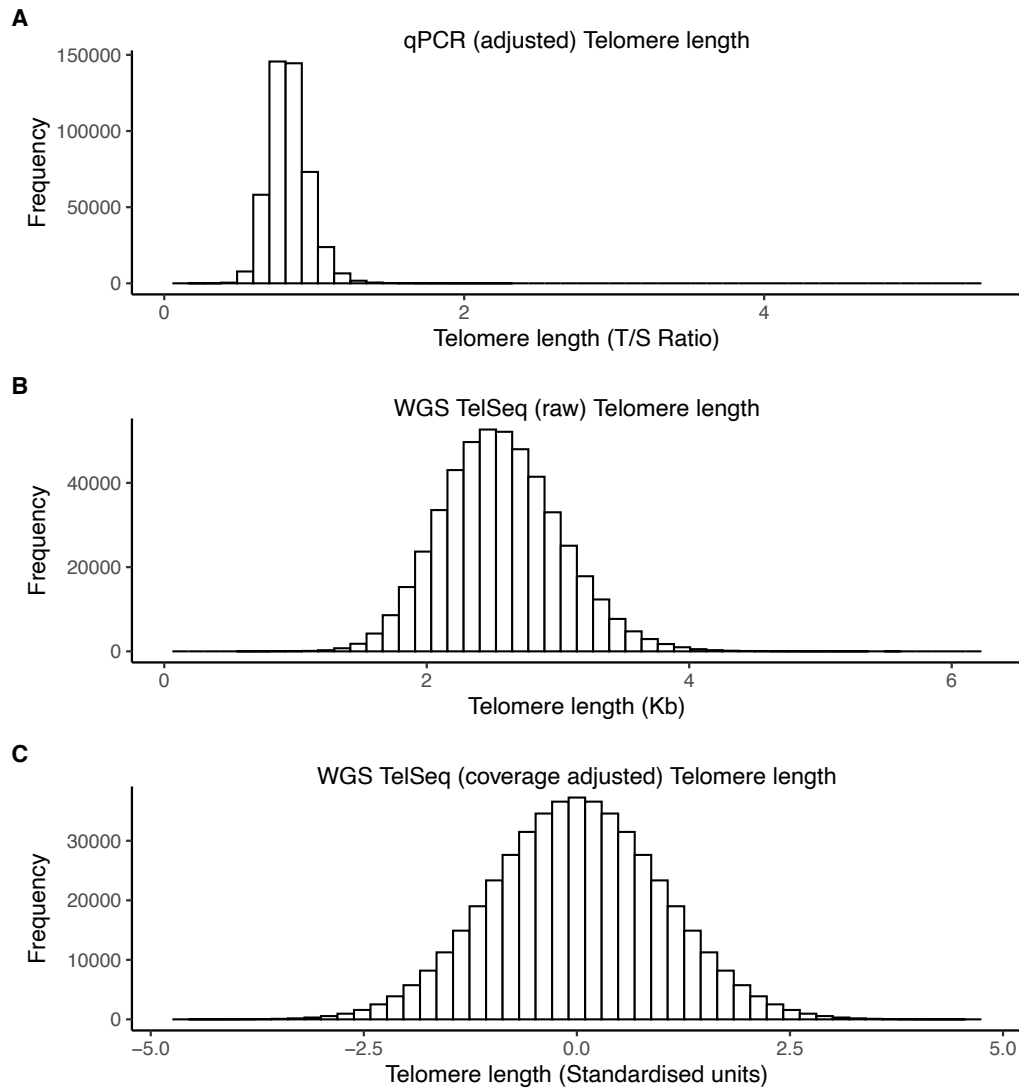 A
qPCR (adjusted) Telomere length
150000
100000
50000
0
Frequency
0 2 4
Telomere length (T/S Ratio)
B
WGS TelSeq (raw) Telomere length
40000
20000
0
Frequency
0 2 4 6
Telomere length (Kb)
C
WGS TelSeq (coverage adjusted) Telomere length
30000
20000
10000
0
Frequency
−5.0 −2.5 0.0 2.5 5.0
Telomere length (Standardised units)